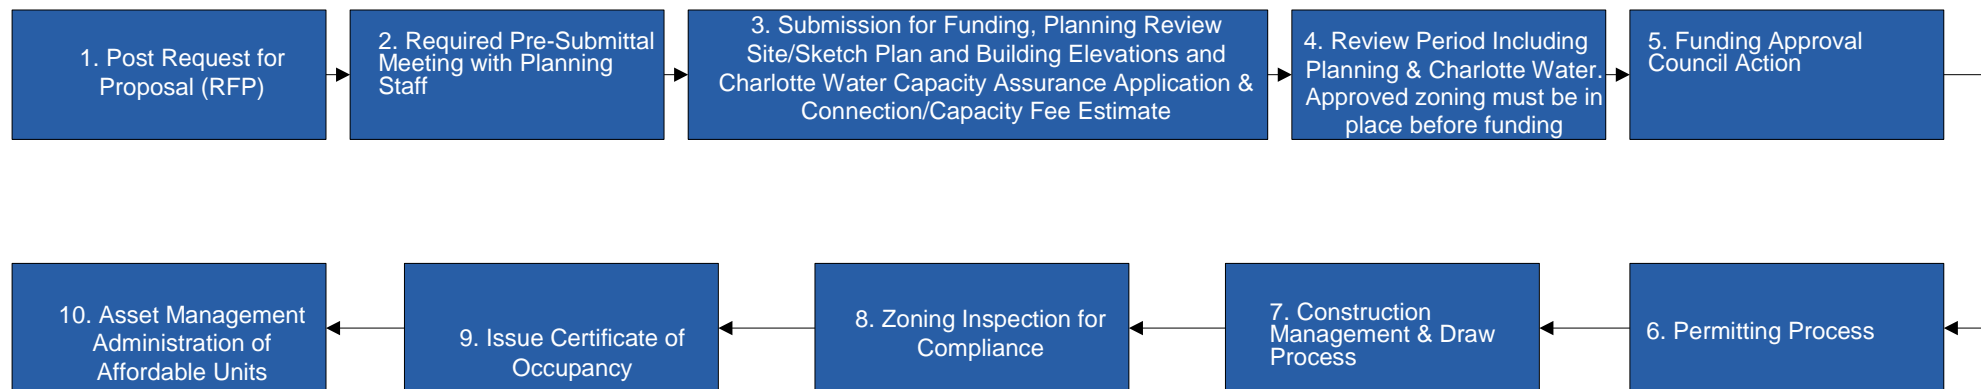 1. Post Request for
Proposal (RFP)
2. Required Pre-Submittal
Meeting with Planning
Staff
3. Submission for Funding, Planning Review
Site/Sketch Plan and Building Elevations and
Charlotte Water Capacity Assurance Application &
Connection/Capacity Fee Estimate
4. Review Period Including
Planning & Charlotte Water.
Approved zoning must be in
place before funding
5. Funding Approval
Council Action
6. Permitting Process
7. Construction
Management & Draw
Process
8. Zoning Inspection for
Compliance
9. Issue Certificate of
Occupancy
10. Asset Management
Administration of
Affordable Units